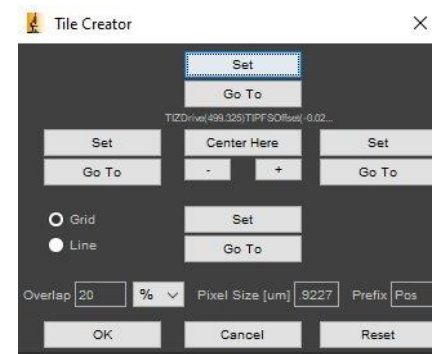 Tile Creator
Set
Go To
TIZDrive(499.325)TIPFSOffset(-0.02...
Set Center Here Set
Go To - + Go To
Grid Set
Line Go To
Overlap 20 % Pixel Size [um] .9227 Prefix Pos
OK Cancel Reset